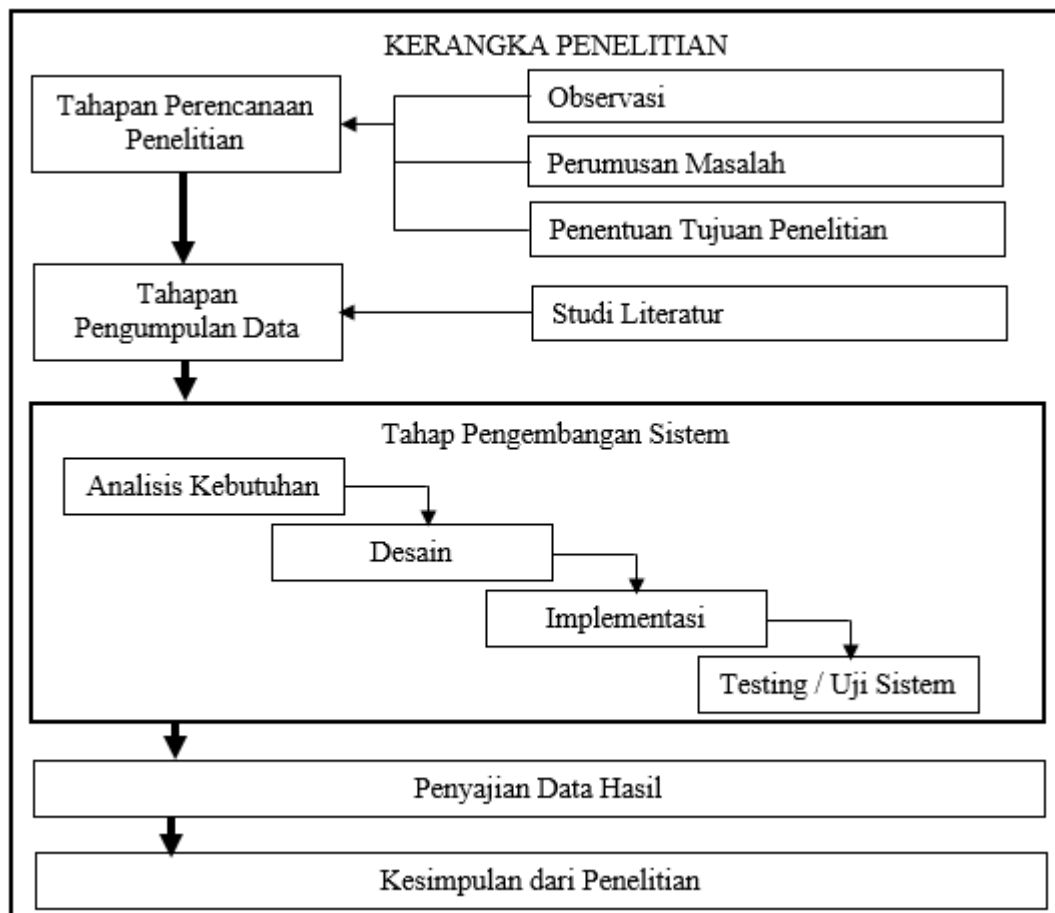 KERANGKA PENELITIAN
Tahapan Perencanaan
Penelitian
Observasi
Perumusan Masalah
Penentuan Tujuan Penelitian
Tahapan
Pengumpulan Data
Studi Literatur
Tahap Pengembangan Sistem
Analisis Kebutuhan
Desain
Implementasi
Testing / Uji Sistem
Penyajian Data Hasil
Kesimpulan dari Penelitian